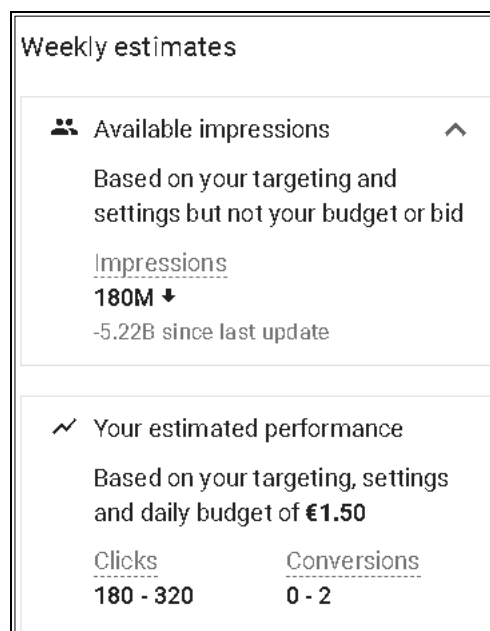 Weekly estimates
Available impressions
Based on your targeting and
settings but not your budget or bid
Impressions
180M
-5.22B since last update
Your estimated performance
Based on your targeting, settings
and daily budget of €1.50
Clicks Conversions
180 - 320 0 - 2